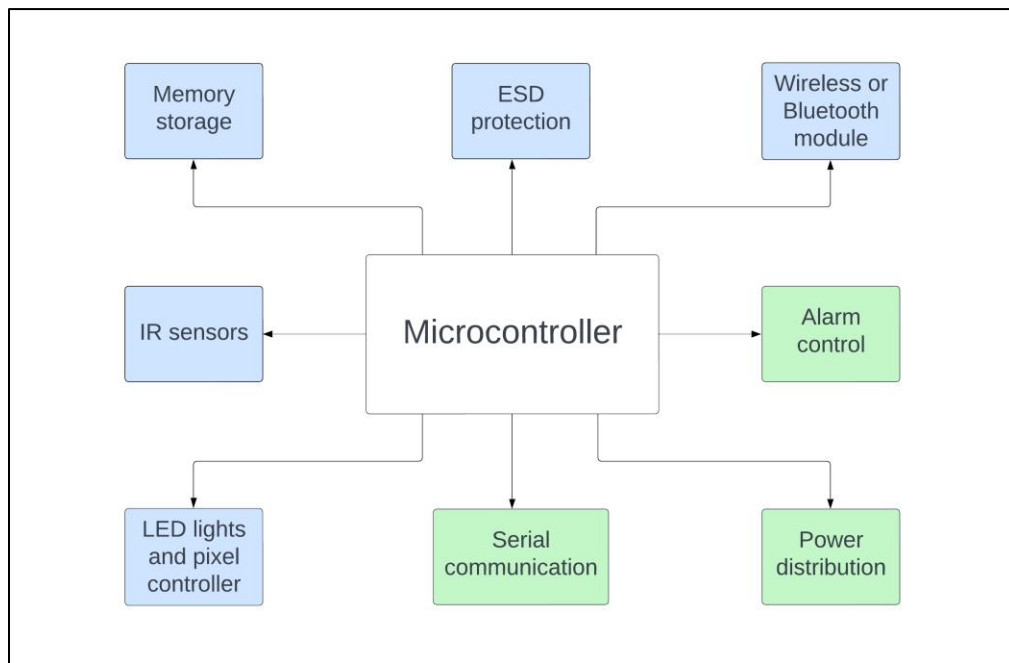 Memory
storage
ESD
protection
Wireless or
Bluetooth
module
IR sensors
Microcontroller
Alarm
control
LED lights
and pixel
controller
Serial
communication
Power
distribution